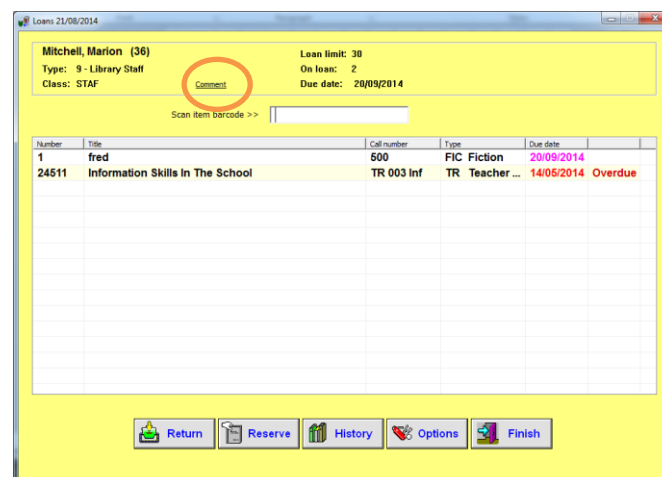 Loans 21/08/2014
Mitchell, Marion (36)
Loan limit: 30
Type: 9 - Library Staff
On loan: 2
Class: STAF
Comment
Due date: 20/09/2014
Scan item barcode >>
Number Title Call number Type Due date
1 fred 500 FIC Fiction 20/09/2014
24511 Information Skills In The School TR 003 Inf TR Teacher ... 14/05/2014 Overdue
Return Reserve History Options Finish